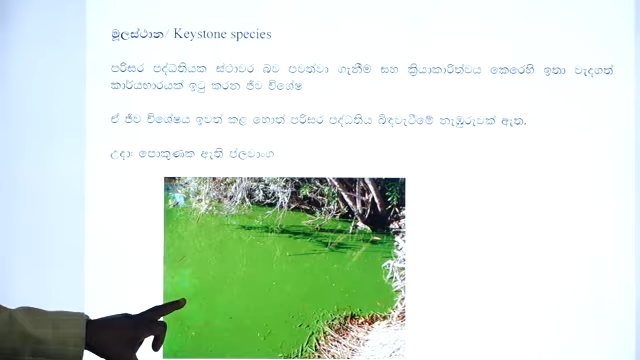 මූලස්ථාන/ Keystone species
පරිසර පද්ධතියක ස්ථාවර බව පවත්වා ගැනීම සහ ක්‍රියාකාරිත්වය කෙරෙහි ඉතා වැදගත්
කාර්යභාරයක් ඉටු කරන ජීව විශේෂ
ඒ ජීව විශේෂය ඉවත් කළ හොත් පරිසර පද්ධතිය බිඳවැටීමේ නැඹුරුවක් ඇත.
උදා: පොකුණක ඇති ප්ලවාංග